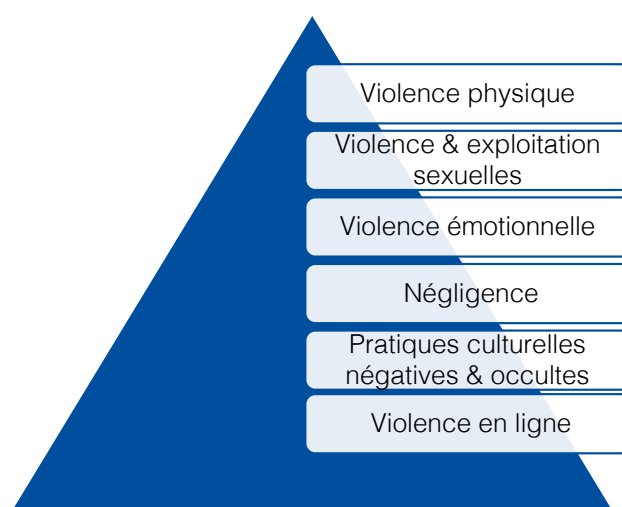 Violence physique
Violence & exploitation
sexuelles
Violence émotionnelle
Négligence
Pratiques culturelles
négatives & occultes
Violence en ligne